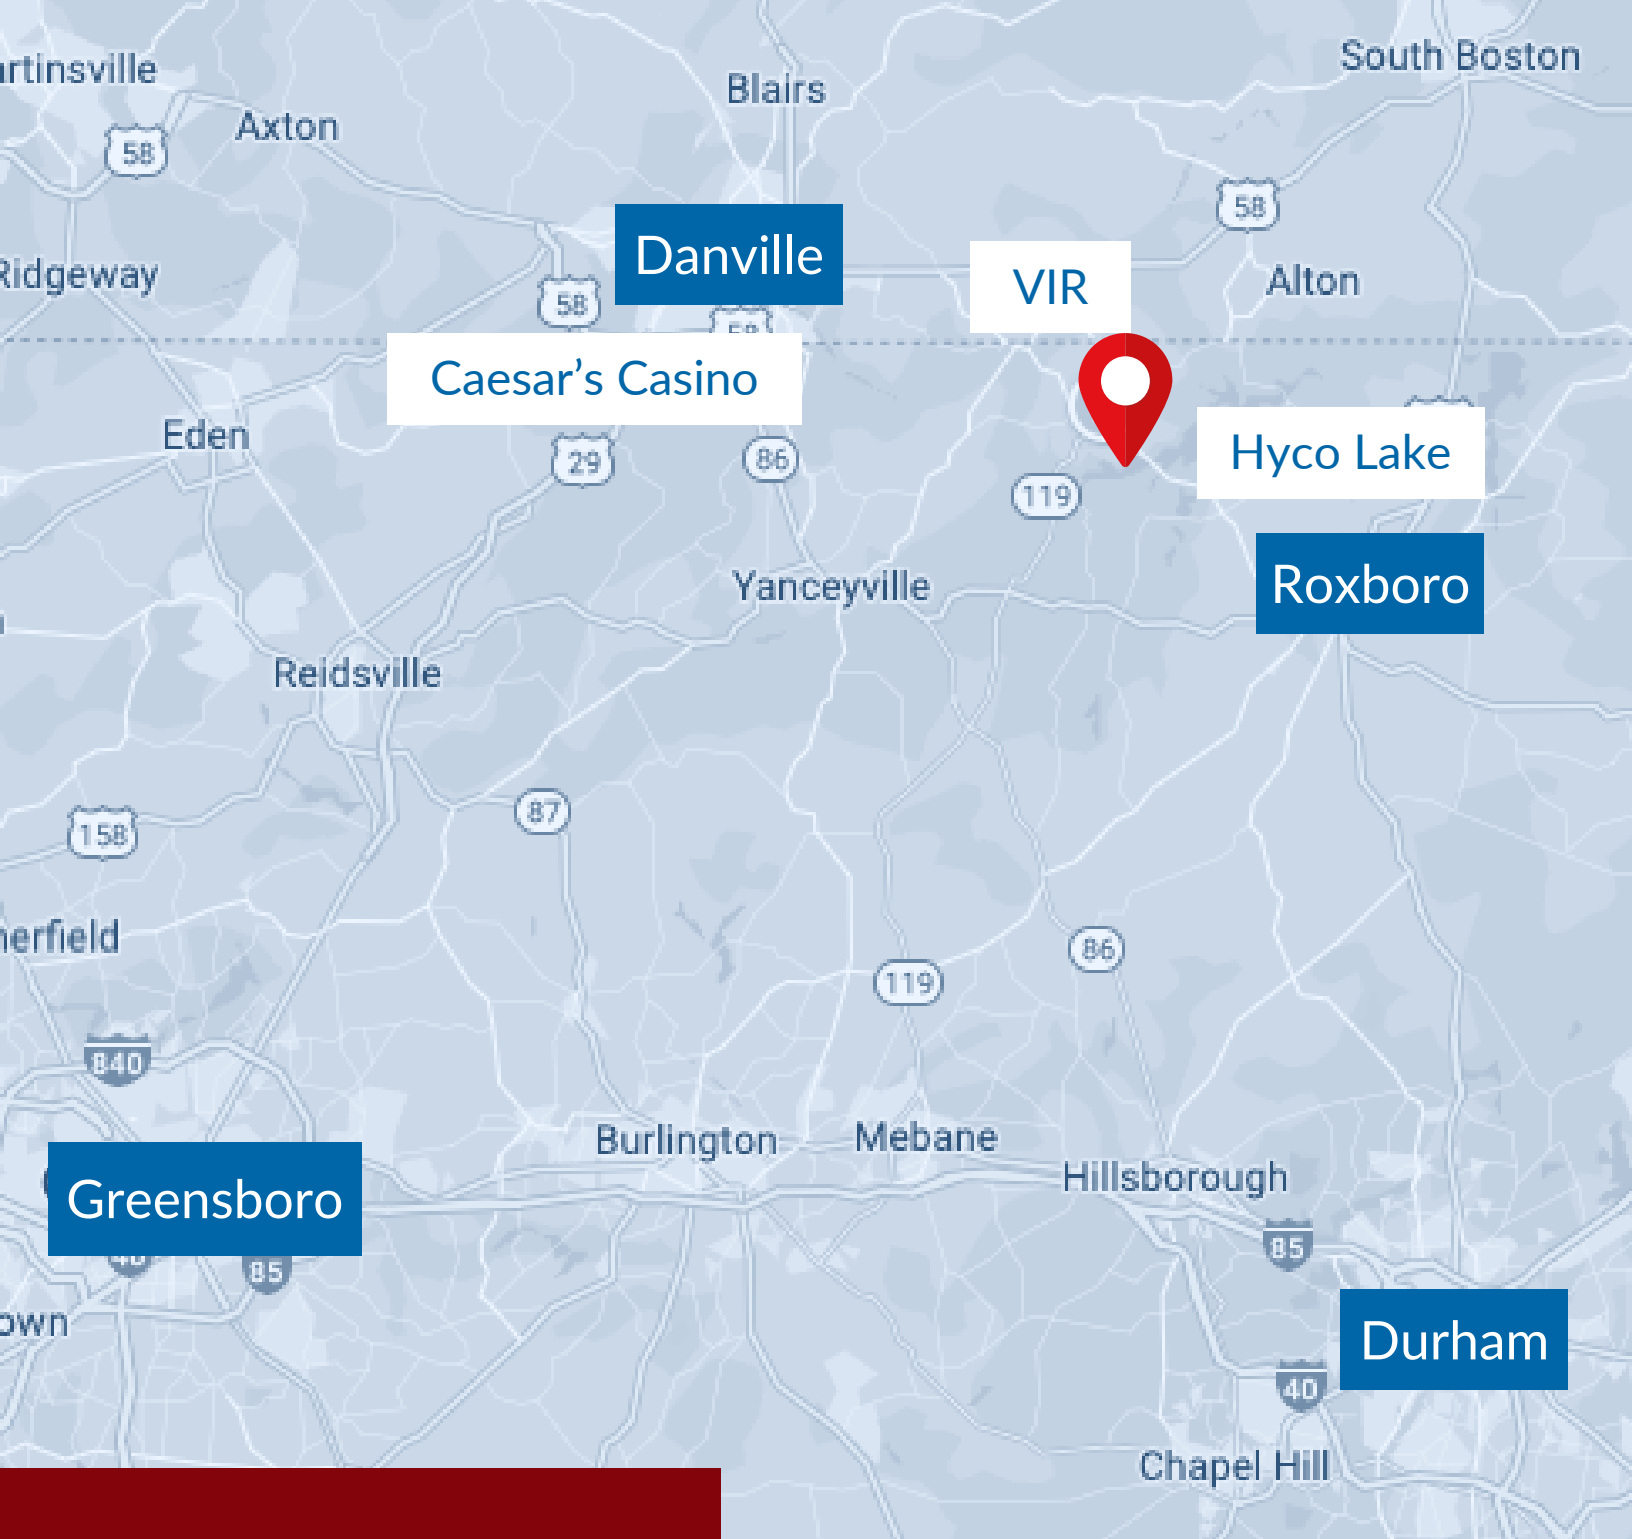 South Boston
rtinsville
Blairs
Axton
58
58
Danville
VIR
Ridgeway
Alton
58
58
Caesar’s Casino
Eden
Hyco Lake
29
86
119
Yanceyville
Roxboro
Reidsville
87
158
erfield
86
119
840
Burlington
Mebane
Hillsborough
Greensboro
85
40
85
own
Durham
40
Chapel Hill